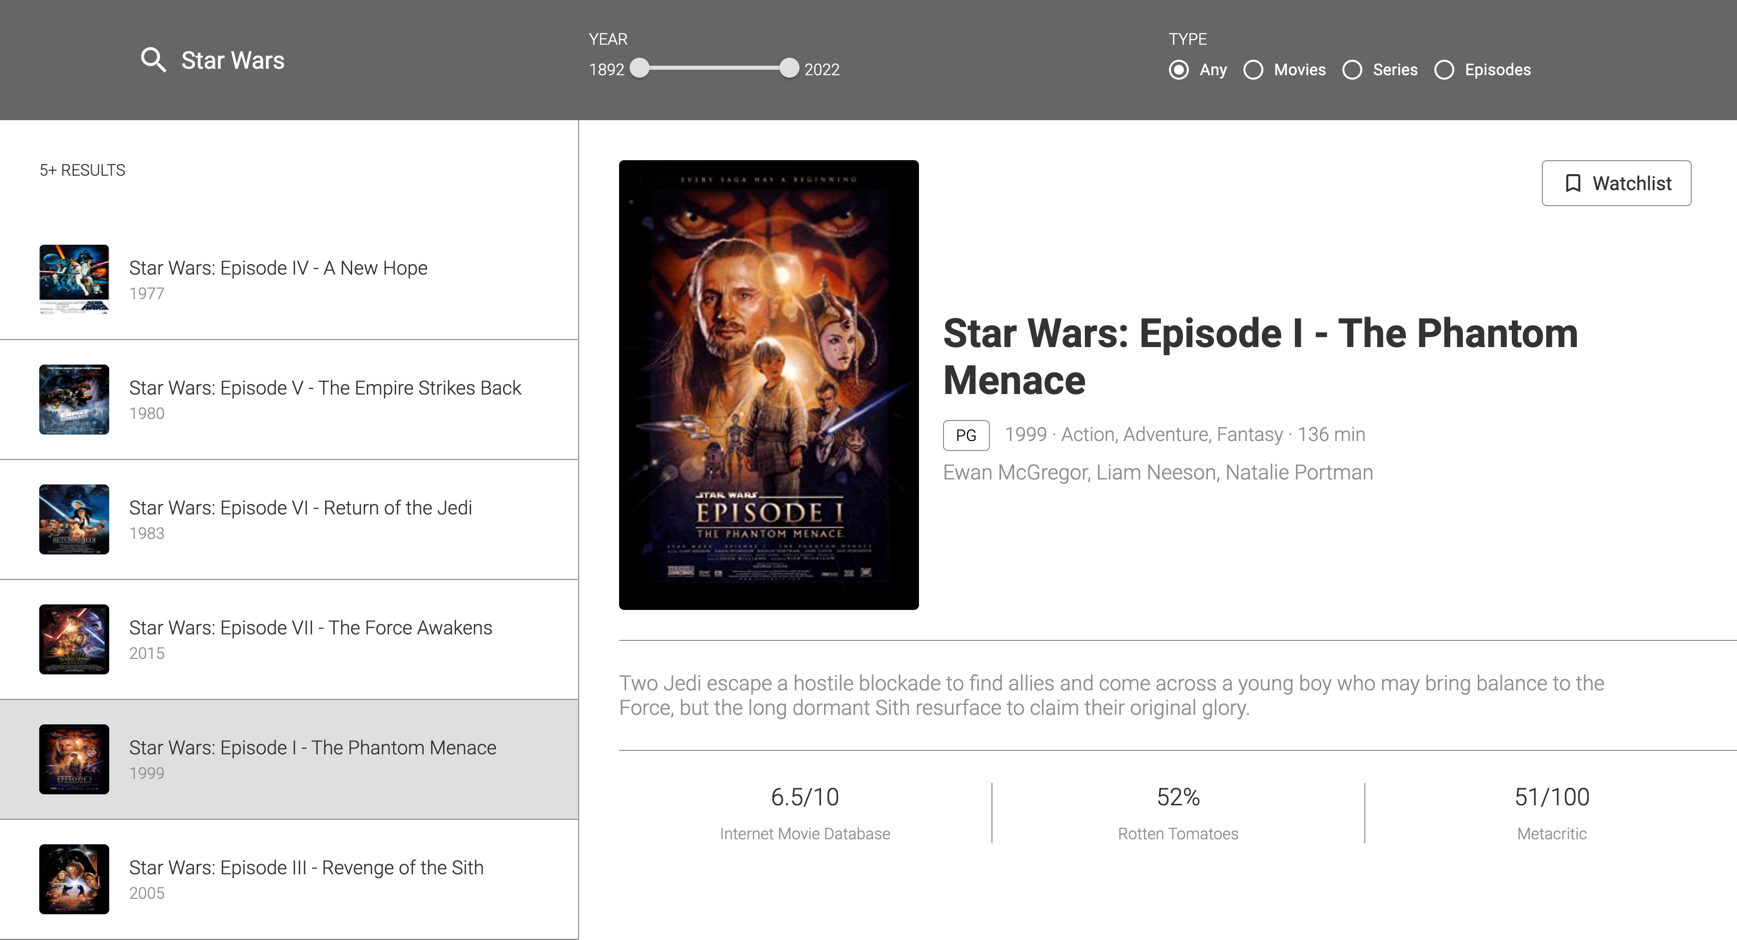 Star Wars
YEAR
1892
2022
TYPE
Any
Movies
Series
Episodes
5+ RESULTS
Star Wars: Episode IV - A New Hope
1977
Star Wars: Episode V - The Empire Strikes Back
1980
Star Wars: Episode VI - Return of the Jedi
1983
Star Wars: Episode VII - The Force Awakens
2015
Star Wars: Episode I - The Phantom Menace
1999
Star Wars: Episode III - Revenge of the Sith
2005
EVERY SAGA HAS A BEGINNING
STAR WARS
EPISODE I
THE PHANTOM MENACE
Watchlist
Star Wars: Episode I - The Phantom
Menace
PG
1999 · Action, Adventure, Fantasy · 136 min
Ewan McGregor, Liam Neeson, Natalie Portman
Two Jedi escape a hostile blockade to find allies and come across a young boy who may bring balance to the
Force, but the long dormant Sith resurface to claim their original glory.
6.5/10
Internet Movie Database
52%
Rotten Tomatoes
51/100
Metacritic